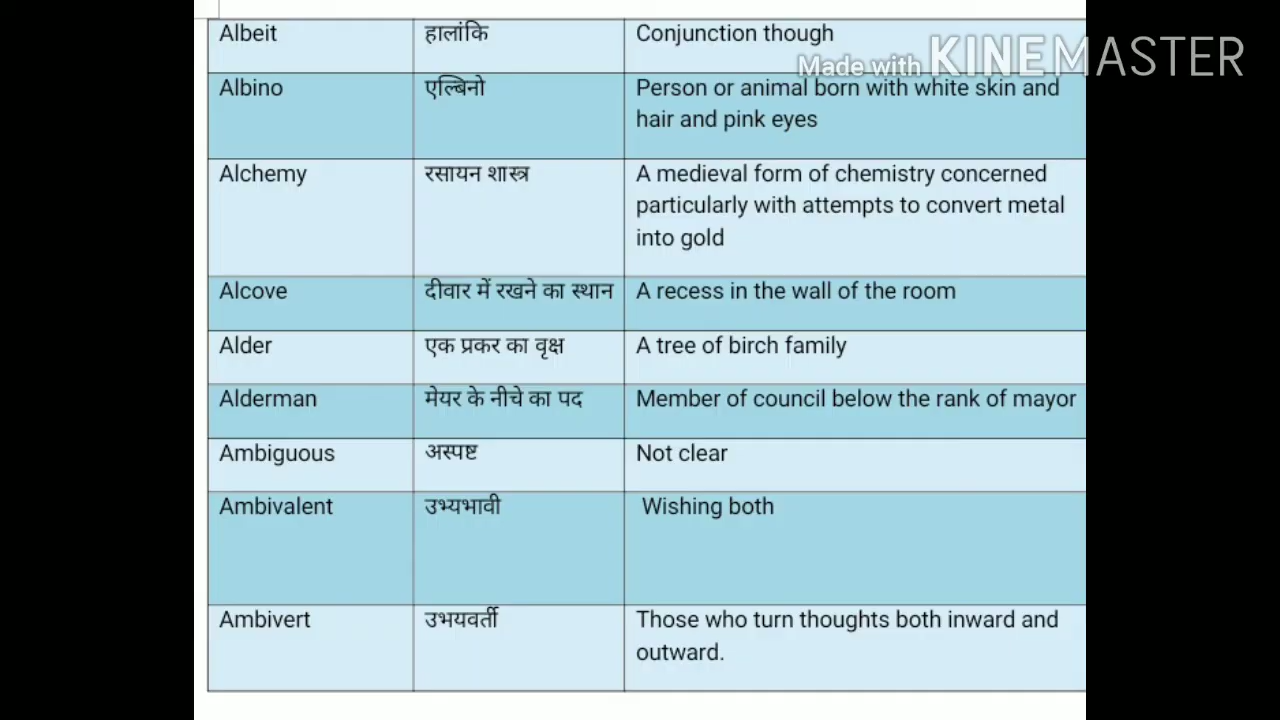 Albeit हालांकि Conjunction though
Made with KINEMASTER
Albino एल्बिनो Person or animal born with white skin and
hair and pink eyes
Alchemy रसायन शास्त्र A medieval form of chemistry concerned
particularly with attempts to convert metal
into gold
Alcove दीवार में रखने का स्थान A recess in the wall of the room
Alder एक प्रकर का वृक्ष A tree of birch family
Alderman मेयर के नीचे का पद Member of council below the rank of mayor
Ambiguous अस्पष्ट Not clear
Ambivalent उभ्यभावी Wishing both
Ambivert उभयवर्ती Those who turn thoughts both inward and
outward.